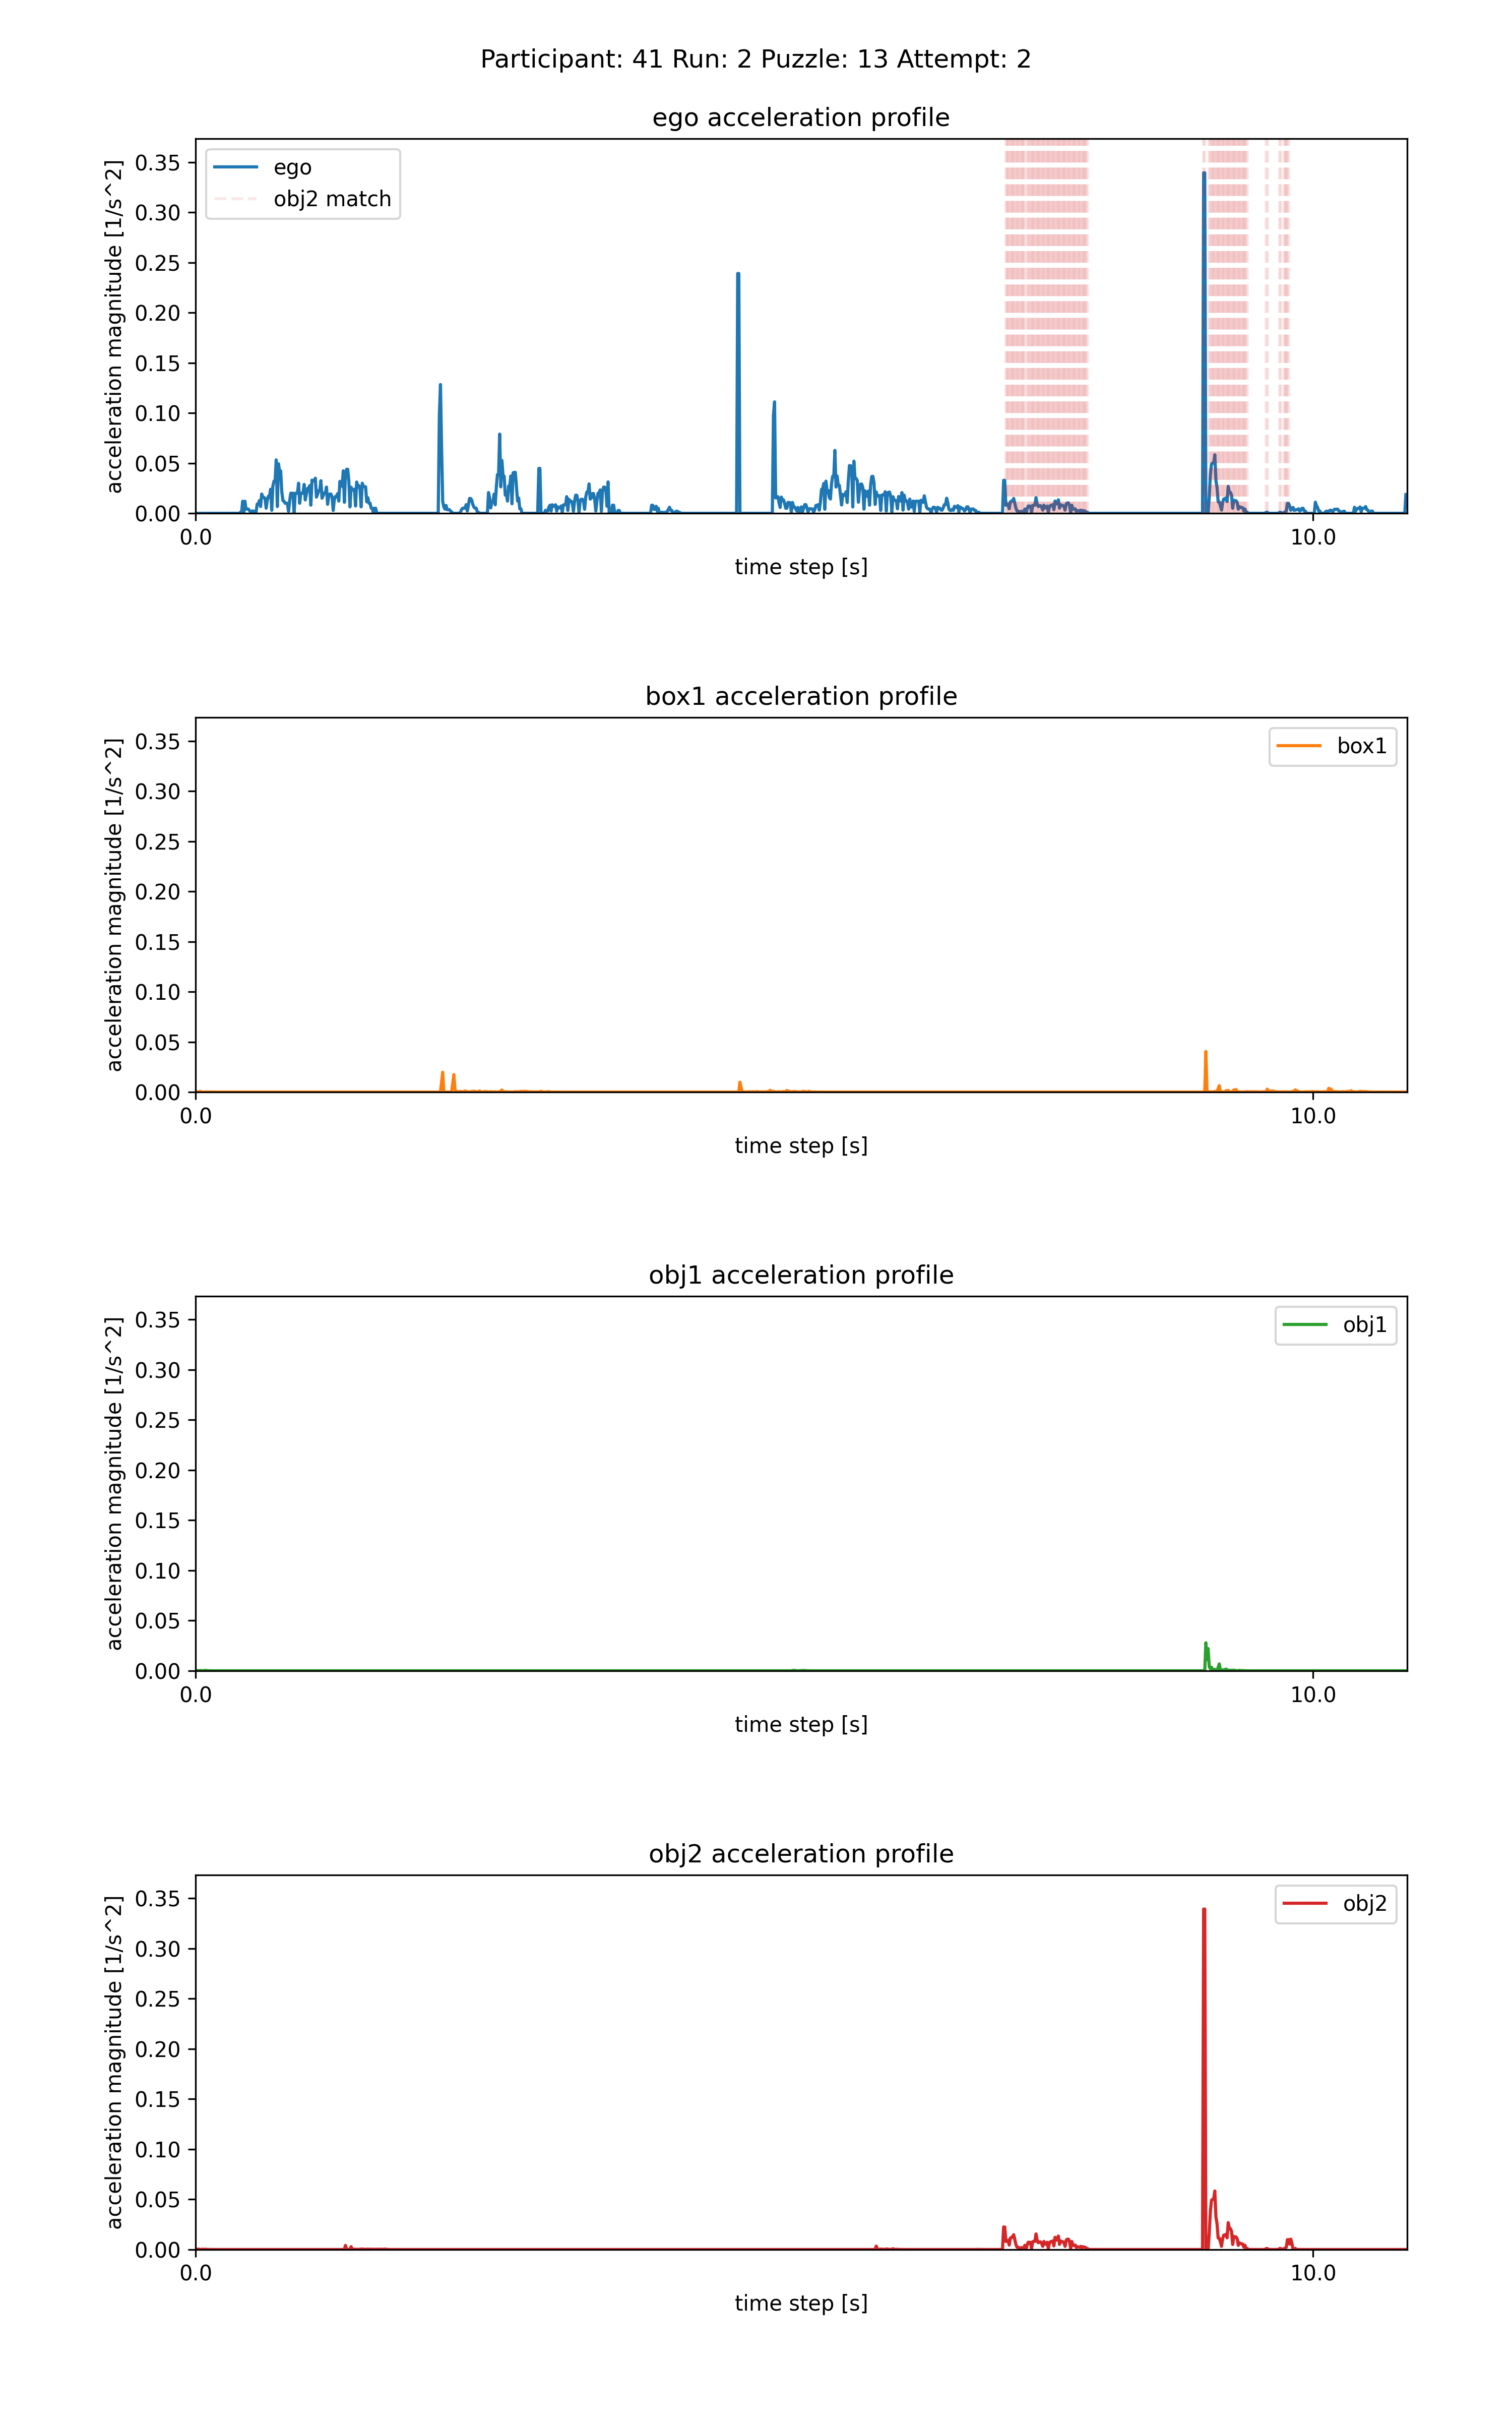 Participant: 41 Run: 2 Puzzle: 13 Attempt: 2
ego acceleration profile
acceleration magnitude [1/s^2]
0.35
0.30
0.25
0.20
0.15
0.10
0.05
0.00
ego
obj2 match
0.0
10.0
time step [s]
box1 acceleration profile
acceleration magnitude [1/s^2]
0.35
0.30
0.25
0.20
0.15
0.10
0.05
0.00
box1
0.0
10.0
time step [s]
obj1 acceleration profile
acceleration magnitude [1/s^2]
0.35
0.30
0.25
0.20
0.15
0.10
0.05
0.00
obj1
0.0
10.0
time step [s]
obj2 acceleration profile
acceleration magnitude [1/s^2]
0.35
0.30
0.25
0.20
0.15
0.10
0.05
0.00
obj2
0.0
10.0
time step [s]